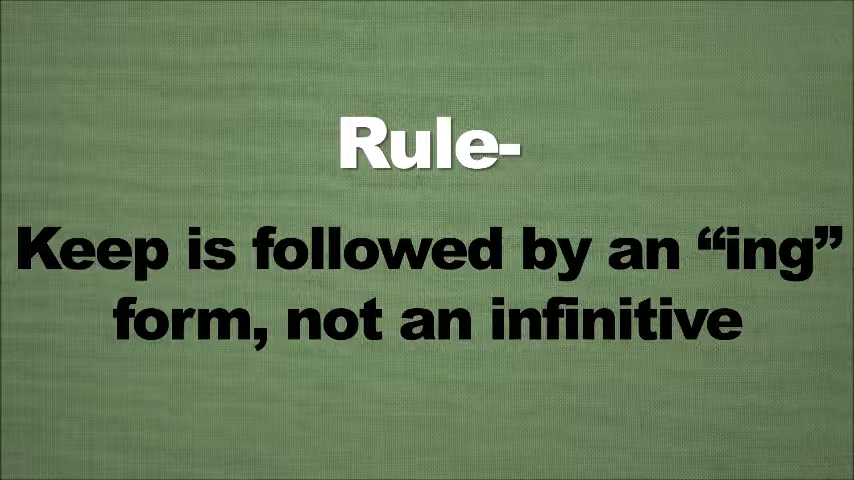 Rule-
Keep is followed by an “ing”
form, not an infinitive